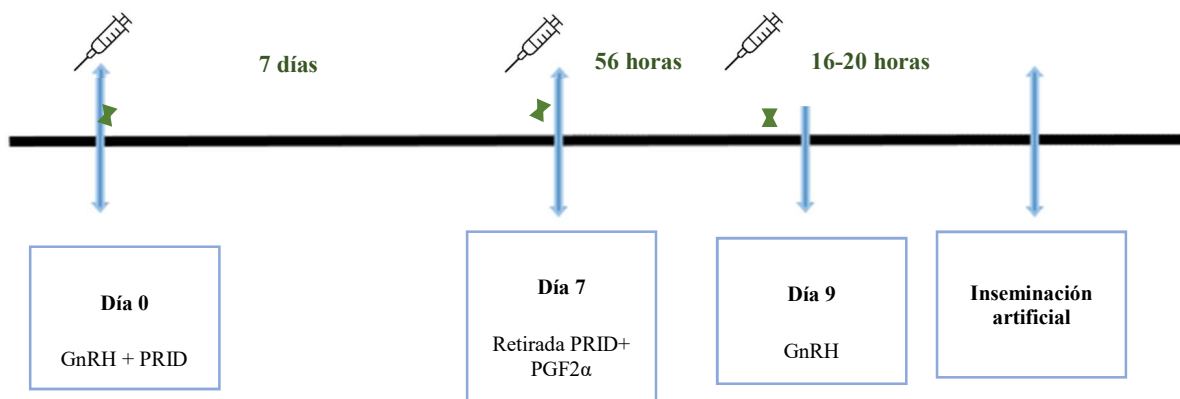 7 días
56 horas
16-20 horas
Día 0
GnRH + PRID
Día 7
Retirada PRID+
PGF2α
Día 9
GnRH
Inseminación
artificial